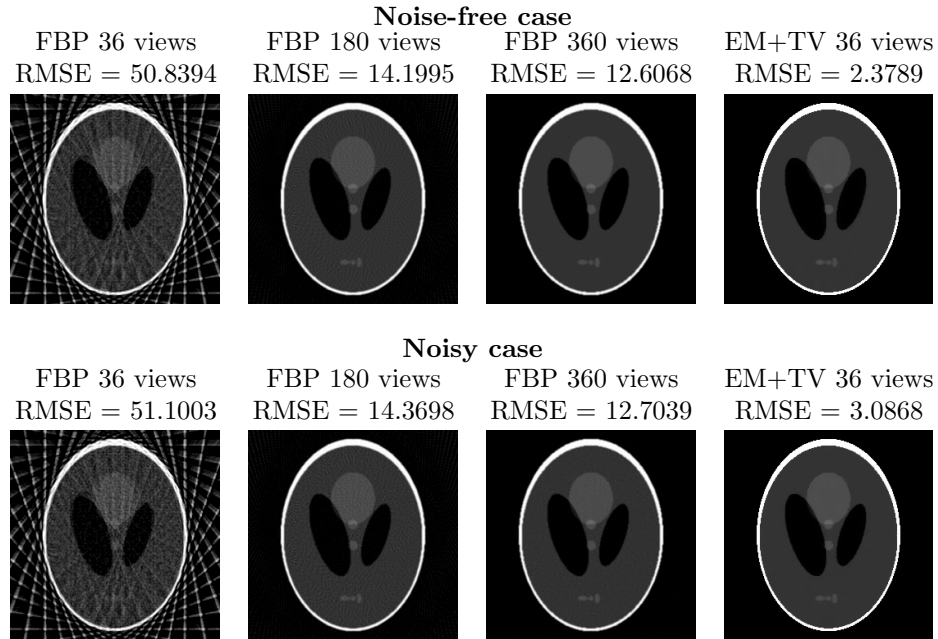 Noise-free case
FBP 36 views FBP 180 views FBP 360 views EM+TV 36 views
RMSE = 50.8394 RMSE = 14.1995 RMSE = 12.6068 RMSE = 2.3789
Noisy case
FBP 36 views FBP 180 views FBP 360 views EM+TV 36 views
RMSE = 51.1003 RMSE = 14.3698 RMSE = 12.7039 RMSE = 3.0868